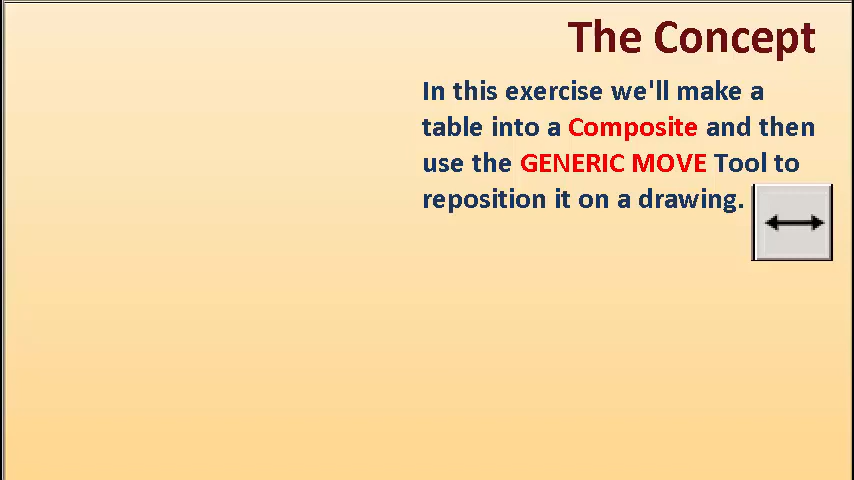 The Concept
In this exercise we'll make a
table into a Composite and then
use the GENERIC MOVE Tool to
reposition it on a drawing.